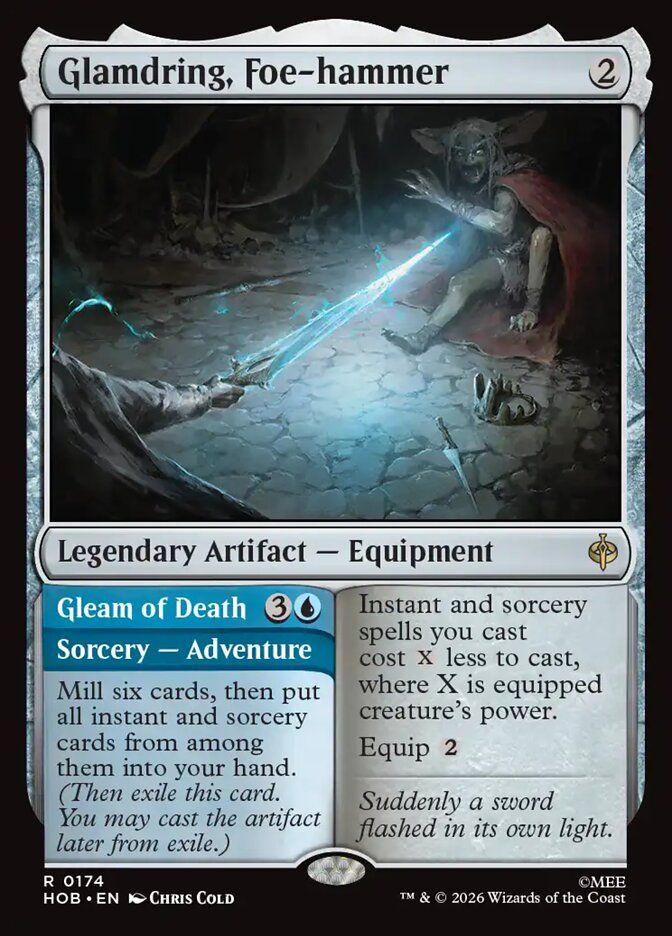 Glamdring, Foe-hammer 2
Legendary Artifact — Equipment
Gleam of Death 3
Sorcery — Adventure
Mill six cards, then put
all instant and sorcery
cards from among
them into your hand.
(Then exile this card.
You may cast the artifact
later from exile.)
Instant and sorcery
spells you cast
cost X less to cast,
where X is equipped
creature's power.
Equip 2
Suddenly a sword
flashed in its own light.
R 0174
HOB • EN Chris Cold
©MEE
™ & © 2026 Wizards of the Coast